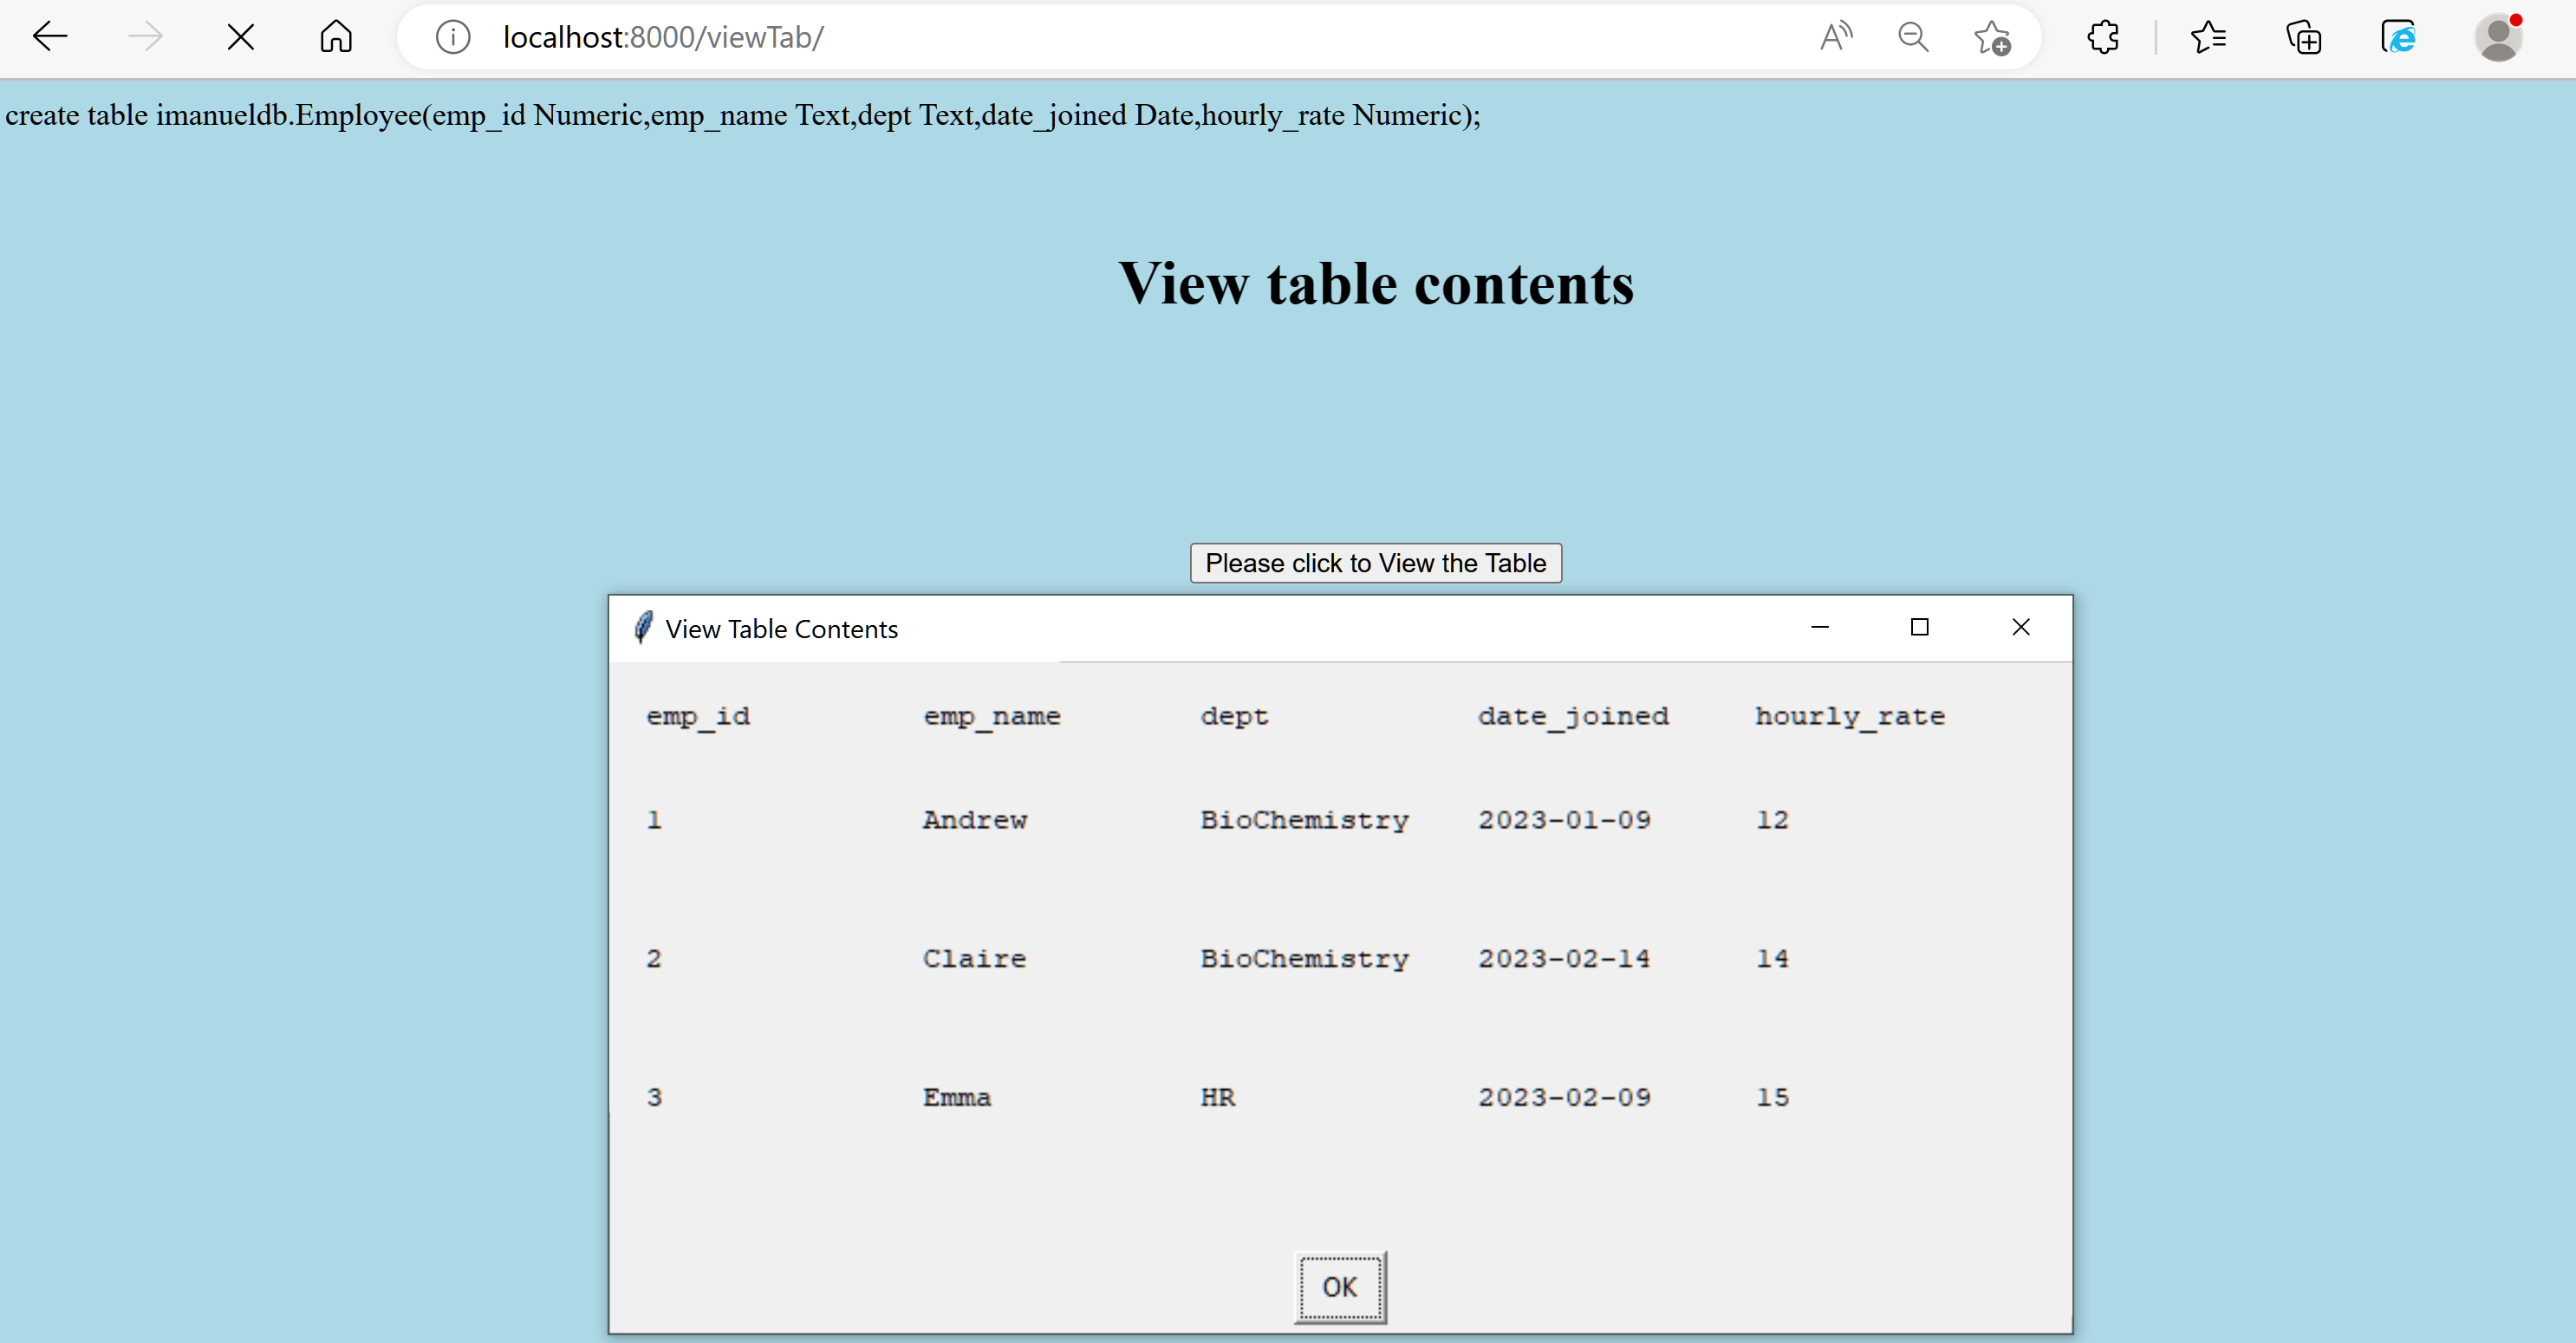 localhost:8000/viewTab/
create table imanueldb.Employee(emp_id Numeric,emp_name Text,dept Text,date_joined Date,hourly_rate Numeric);
View table contents
Please click to View the Table
View Table Contents
emp_id emp_name dept date_joined hourly_rate
1 Andrew BioChemistry 2023-01-09 12
2 Claire BioChemistry 2023-02-14 14
3 Emma HR 2023-02-09 15
OK